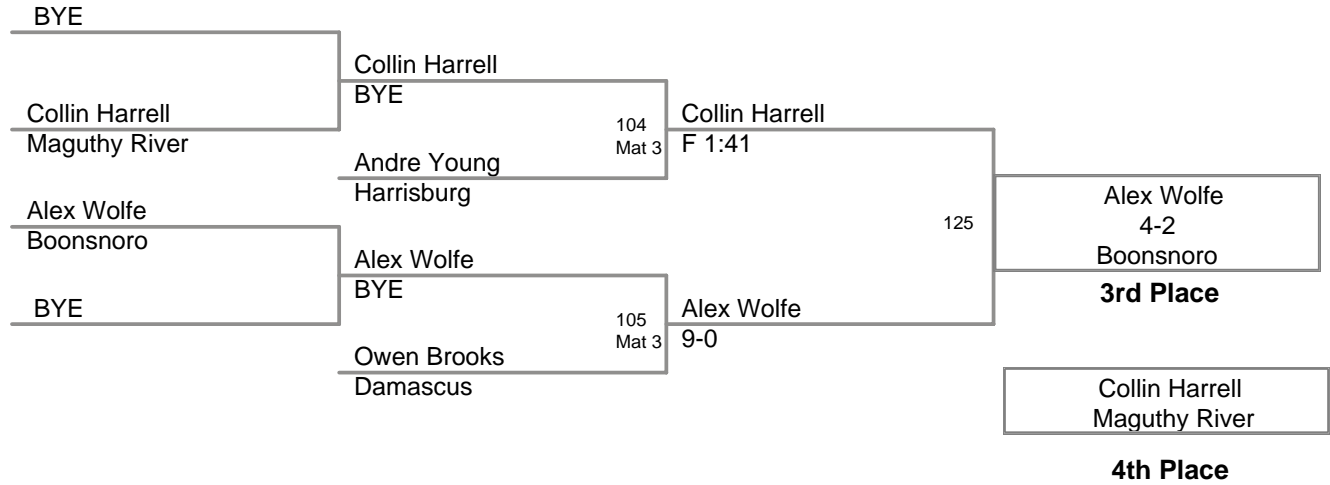 BYE
Collin Harrell
BYE
Collin Harrell
Maguthy River
104
Mat 3
Collin Harrell
F 1:41
Andre Young
Harrisburg
Alex Wolfe
Boonsnoro
125
Alex Wolfe
4-2
Boonsnoro
3rd Place
Alex Wolfe
BYE
BYE
105
Mat 3
Alex Wolfe
9-0
Owen Brooks
Damascus
Collin Harrell
Maguthy River
4th Place